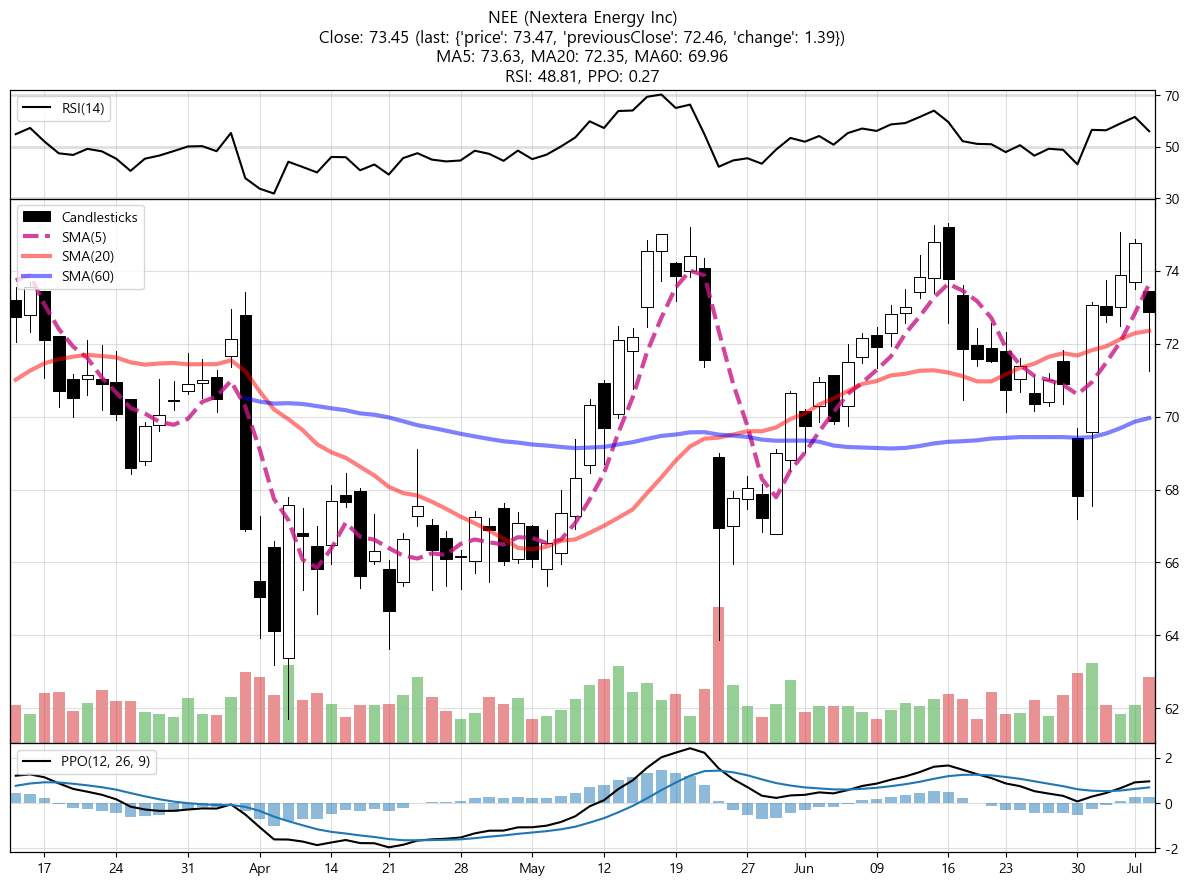 NEE (Nextera Energy Inc)
Close: 73.45 (last: {'price': 73.47, 'previousClose': 72.46, 'change': 1.39})
MA5: 73.63, MA20: 72.35, MA60: 69.96
RSI: 48.81, PPO: 0.27
RSI(14)
70
50
30
Candlesticks
SMA(5)
SMA(20)
SMA(60)
74
72
70
68
66
64
62
PPO(12, 26, 9)
2
0
-2
17 24 31 Apr 14 21 28 May 12 19 27 Jun 09 16 23 30 Jul